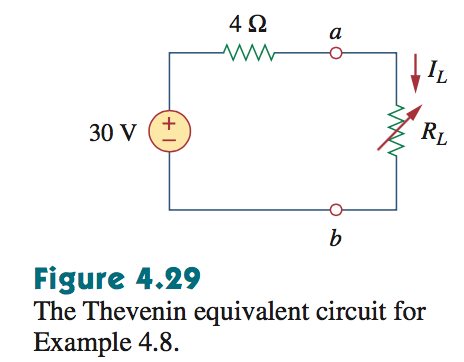 4 Ω
a
I_L
30 V
+
R_L
b
Figure 4.29
The Thevenin equivalent circuit for
Example 4.8.